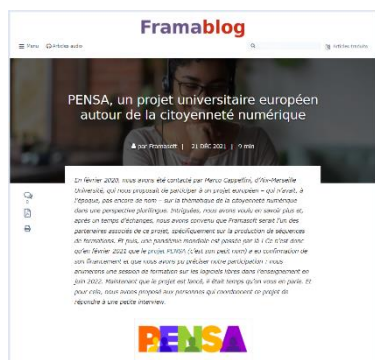 Framablog
Menu Articles audio
Articles traduits
PENSA, un projet universitaire européen
autour de la citoyenneté numérique
par Framasoft | 21 DÉC 2021 | 9 min
En février 2020, nous avons été contacté par Marco Cappellini, d'Aix-Marseille
Université, qui nous proposait de participer à un projet européen – qui n'avait, à
l'époque, pas encore de nom – sur la thématique de la citoyenneté numérique
dans une perspective plurilingue. Intriguées, nous avons voulu en savoir plus et,
après un temps d'échanges, nous avons convenu que Framasoft serait l'un des
partenaires associés de ce projet, spécifiquement sur la production de séquences
de formations. Et puis, une pandémie mondiale est passée par là ! Ce n'est donc
qu'en février 2021 que le projet PENSA (c'est son petit nom) a eu confirmation de
son financement et que nous avons pu préciser notre participation : nous
animerons une session de formation sur les logiciels libres dans l'enseignement en
juin 2022. Maintenant que le projet est lancé, il était temps qu'on vous en parle. Et
pour cela, nous avons proposé aux personnes qui coordonnent ce projet de
répondre à une petite interview.
PENSA